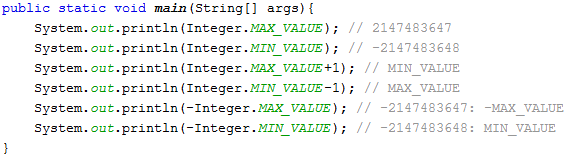 public static void main(String[] args){
    System.out.println(Integer.MAX_VALUE); // 2147483647
    System.out.println(Integer.MIN_VALUE); // -2147483648
    System.out.println(Integer.MAX_VALUE+1); // MIN_VALUE
    System.out.println(Integer.MIN_VALUE-1); // MAX_VALUE
    System.out.println(-Integer.MAX_VALUE); // -2147483647: -MAX_VALUE
    System.out.println(-Integer.MIN_VALUE); // -2147483648: MIN_VALUE
}